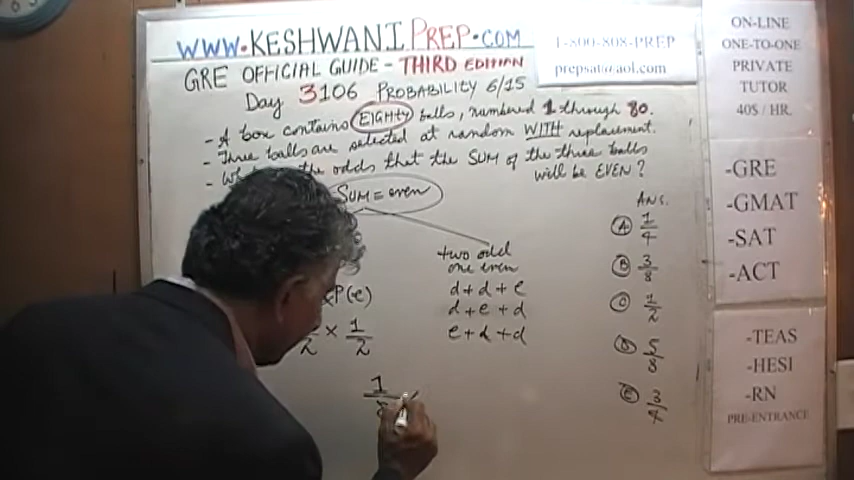 WWW.KESHWANIPREP.COM
1-800-808-PREP
prepsat@aol.com
GRE OFFICIAL GUIDE - THIRD EDITION
Day 3106 PROBABILITY 6/15
- A box contains EIGHTY balls, numbered 1 through 80.
- Three balls are selected at random WITH replacement.
- the odds that the SUM of the three balls
will be EVEN?
SUM = even
two odd
one even
d + d + e
d + e + d
e + d + d
P(e)
2 × 1/2
1
ANS.
A 1/4
B 3/8
C 1/2
D 5/8
E 3/4
ON-LINE
ONE-TO-ONE
PRIVATE
TUTOR
40$ / HR.
-GRE
-GMAT
-SAT
-ACT
-TEAS
-HESI
-RN
PRE-ENTRANCE